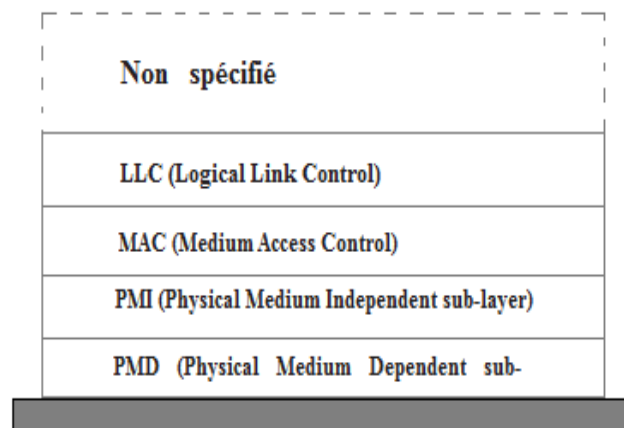 Non spécifié
LLC (Logical Link Control)
MAC (Medium Access Control)
PMI (Physical Medium Independent sub-layer)
PMD (Physical Medium Dependent sub-